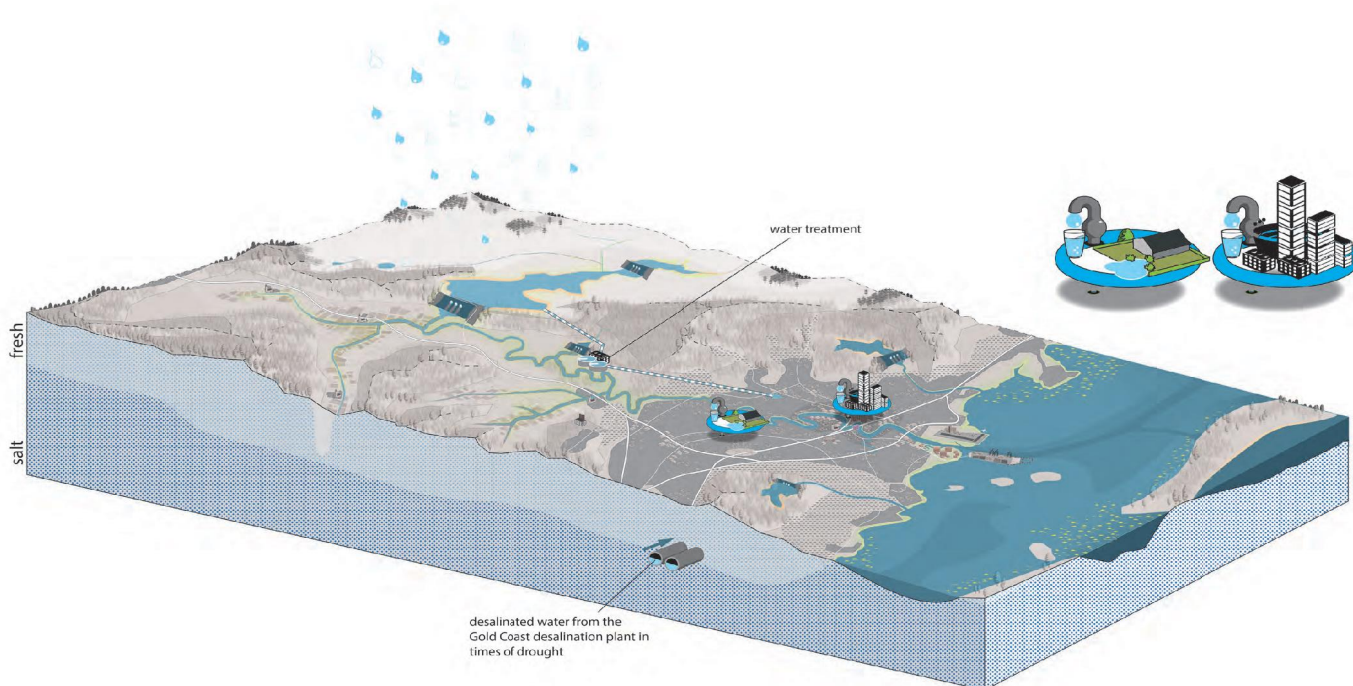 water treatment
fresh
salt
desalinated water from the
Gold Coast desalination plant in
times of drought